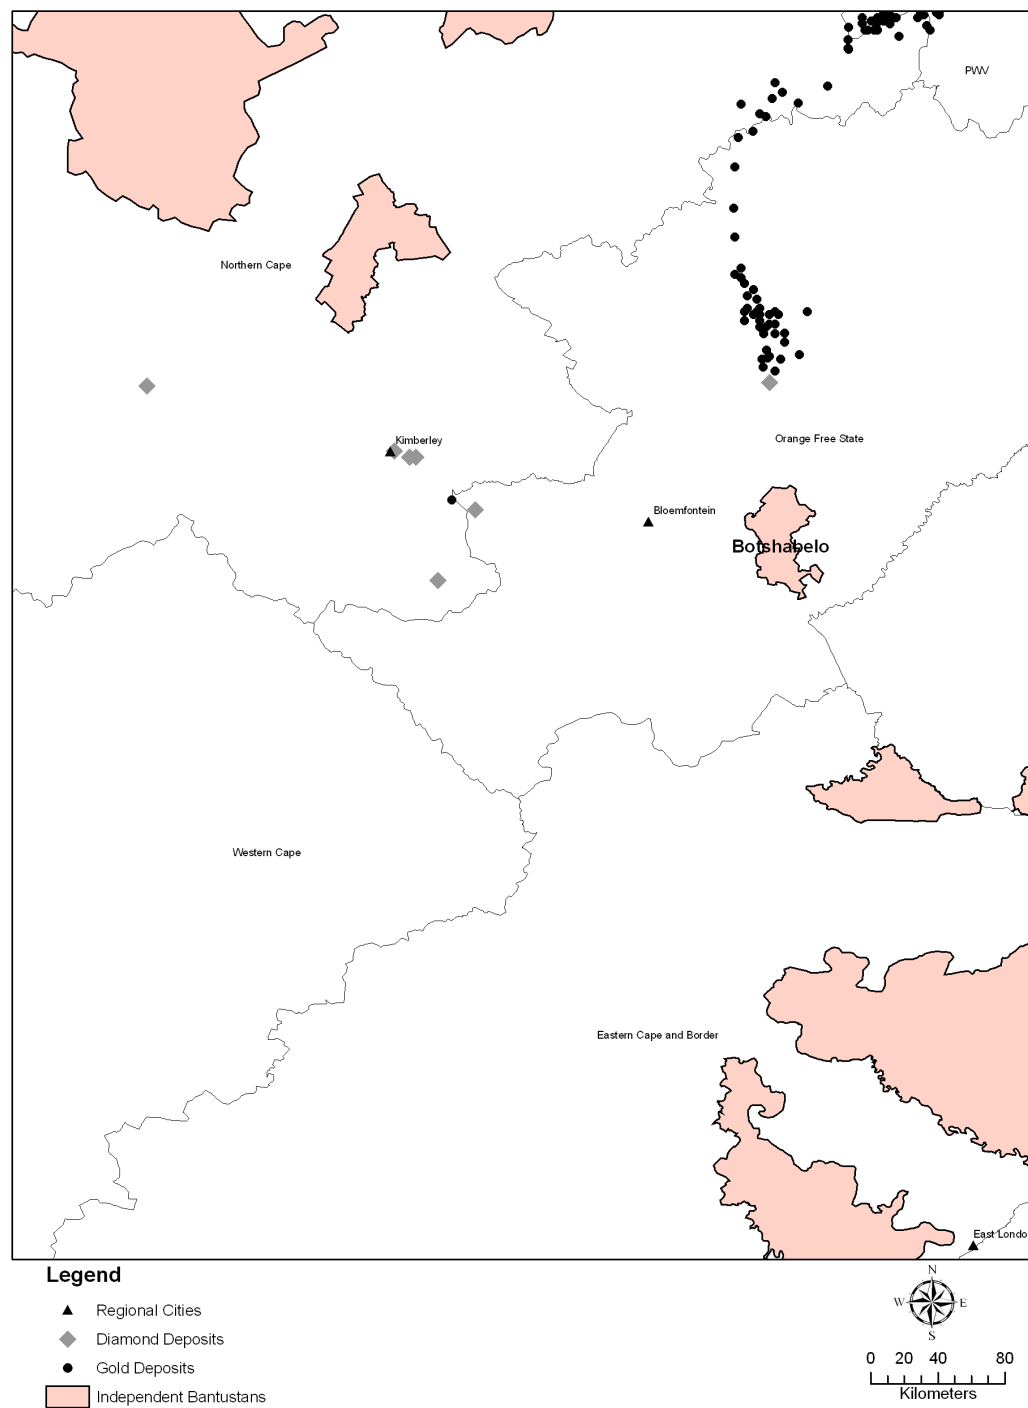 PWV
Northern Cape
Kimberley
Orange Free State
Bloemfontein
Botshabelo
Western Cape
Eastern Cape and Border
East Londo
Legend
Regional Cities
Diamond Deposits
Gold Deposits
Independent Bantustans
N
W E
S
0 20 40 80
Kilometers